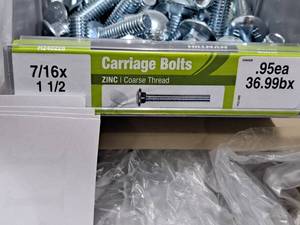 HILLMAN
7/16x
1 1/2
Carriage Bolts
ZINC | Coarse Thread
.95ea
36.99bx